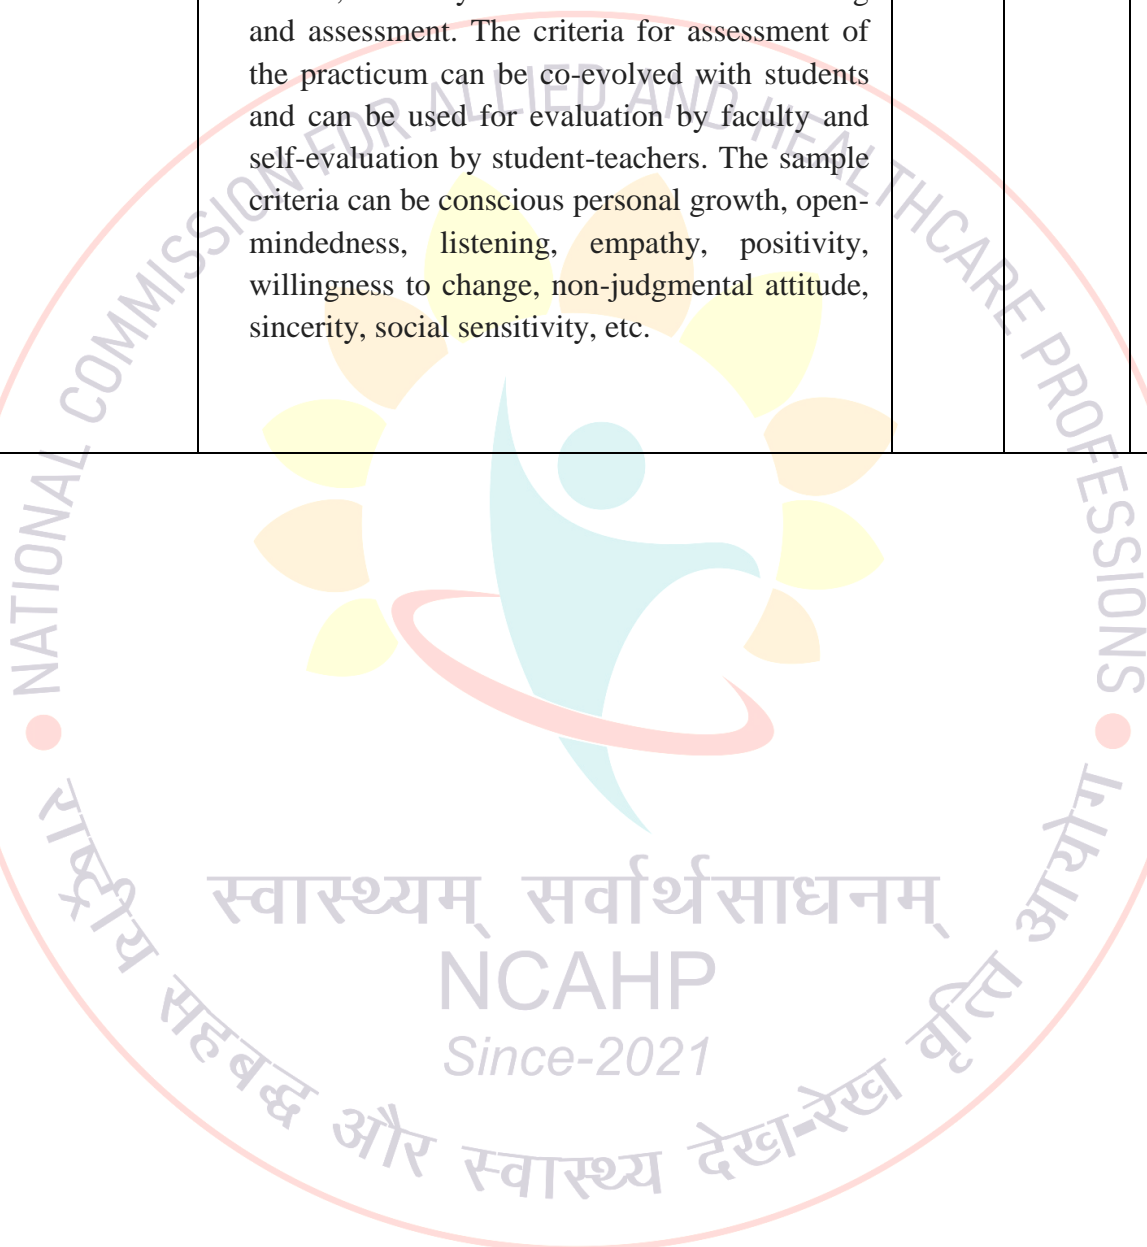 and assessment. The criteria for assessment of
the practicum can be co-evolved with students
and can be used for evaluation by faculty and
self-evaluation by student-teachers. The sample
criteria can be conscious personal growth, open-
mindedness, listening, empathy, positivity,
willingness to change, non-judgmental attitude,
sincerity, social sensitivity, etc.
NATIONAL COMMISSION FOR ALLIED AND HEALTHCARE PROFESSIONS
स्वास्थ्यम् सर्वार्थसाधनम्
NCAHP
Since-2021
राष्ट्रीय सहबद्ध और स्वास्थ्य देख-रेख वृत्ति आयोग